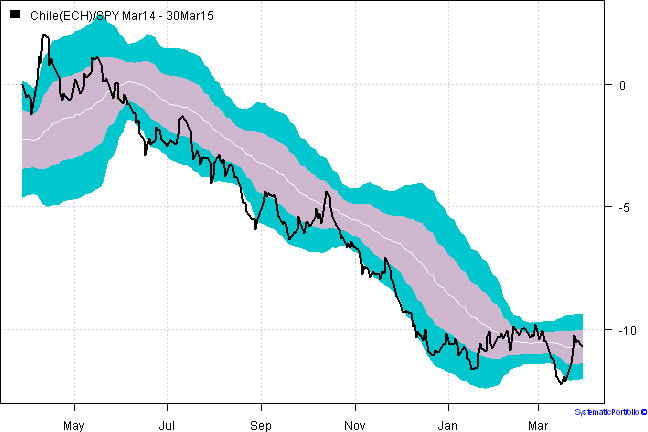 Chile(ECH)/SPY Mar14 - 30Mar15
0
-5
-10
May Jul Sep Nov Jan Mar
SystematicPortfolio ©